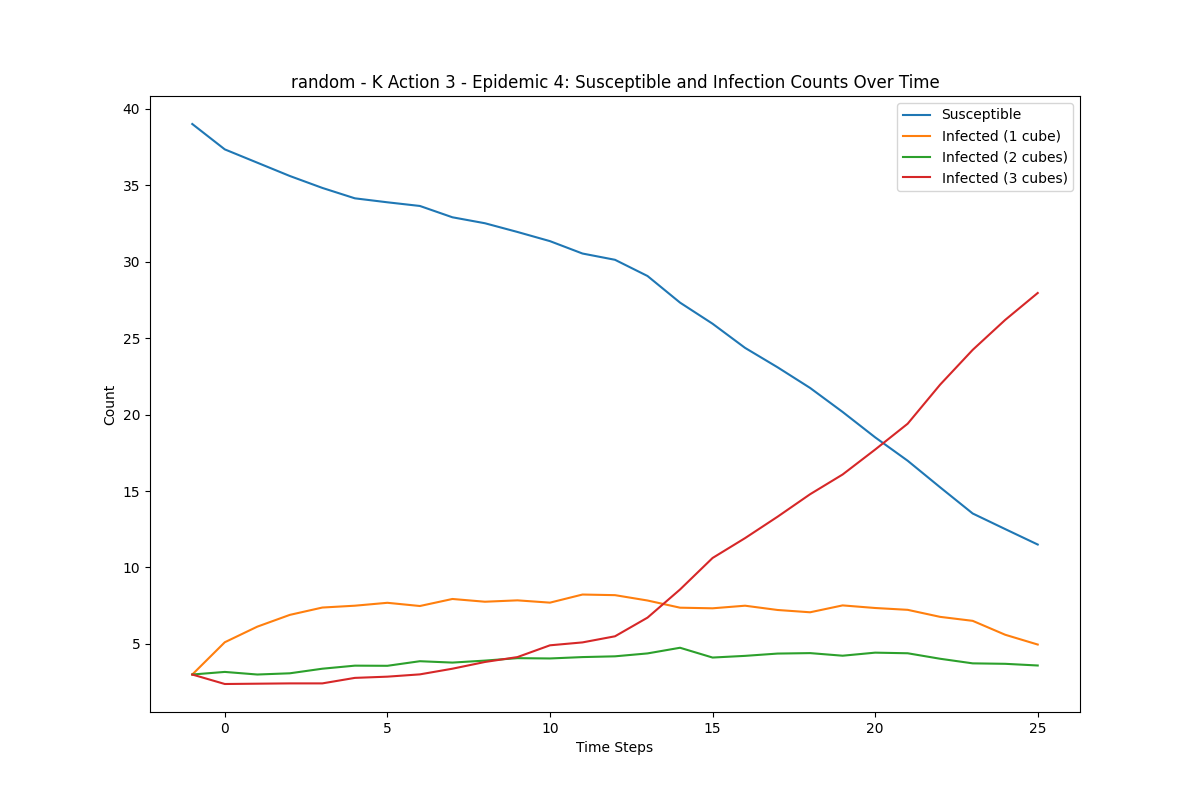 random - K Action 3 - Epidemic 4: Susceptible and Infection Counts Over Time
Susceptible
Infected (1 cube)
Infected (2 cubes)
Infected (3 cubes)
Count
40
35
30
25
20
15
10
5
0
5
10
15
20
25
Time Steps